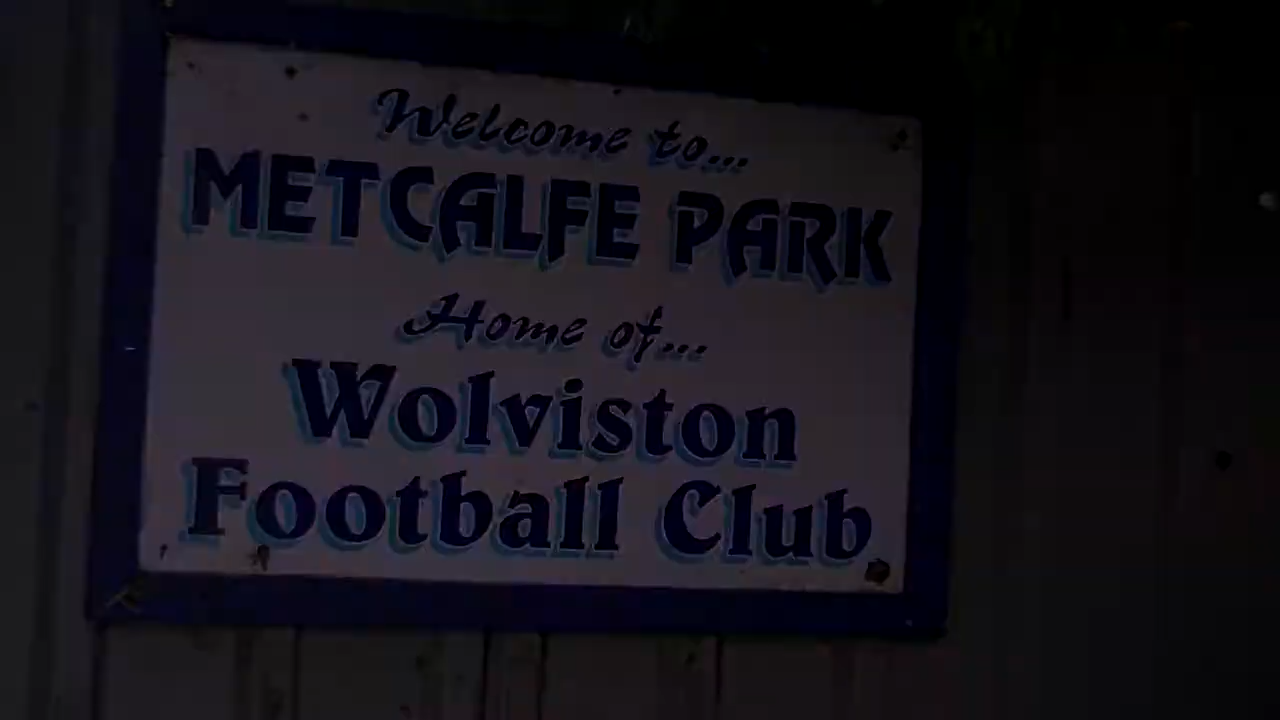 Welcome to...
METCALFE PARK
Home of...
Wolviston
Football Club